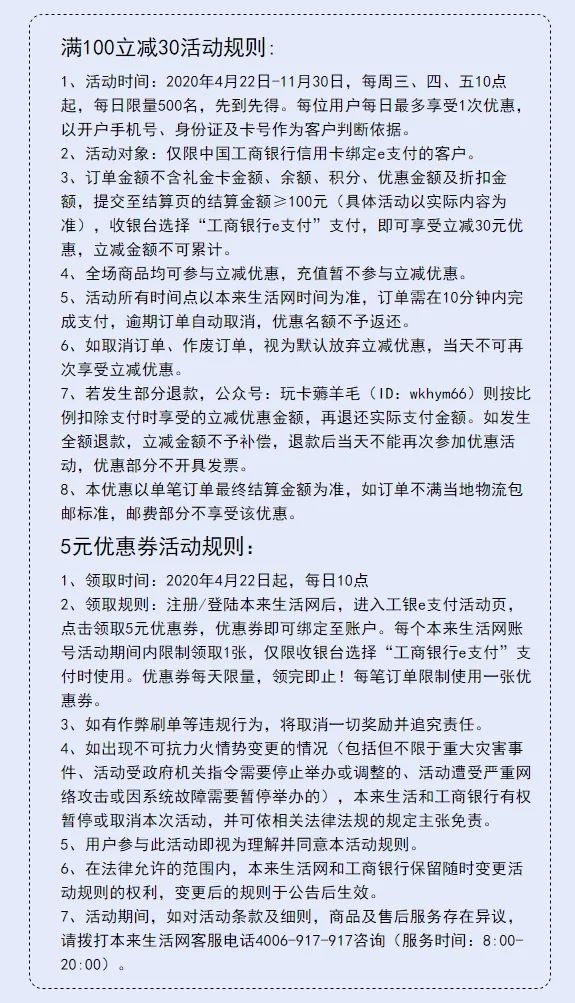 满100立减30活动规则:
1、活动时间：2020年4月22日-11月30日，每周三、四、五10点
起，每日限量500名，先到先得。每位用户每日最多享受1次优惠，
以开户手机号、身份证及卡号作为客户判断依据。
2、活动对象：仅限中国工商银行信用卡绑定e支付的客户。
3、订单金额不含礼金卡金额、余额、积分、优惠金额及折扣金
额，提交至结算页的结算金额≥100元（具体活动以实际内容为
准），收银台选择“工商银行e支付”支付，即可享受立减30元优
惠，立减金额不可累计。
4、全场商品均可参与立减优惠，充值暂不参与立减优惠。
5、活动所有时间点以本来生活网时间为准，订单需在10分钟内完
成支付，逾期订单自动取消，优惠名额不予返还。
6、如取消订单、作废订单，视为默认放弃立减优惠，当天不可再
次享受立减优惠。
7、若发生部分退款，公众号：玩卡薅羊毛（ID：wkhym66）则按比
例扣除支付时享受的立减优惠金额，再退还实际支付金额。如发生
全额退款，立减金额不予补偿，退款后当天不能再次参加优惠活
动，优惠部分不开具发票。
8、本优惠以单笔订单最终结算金额为准，如订单不满当地物流包
邮标准，邮费部分不享受该优惠。
5元优惠券活动规则：
1、领取时间：2020年4月22日起，每日10点
2、领取规则：注册/登陆本来生活网后，进入工银e支付活动页，
点击领取5元优惠券，优惠券即可绑定至账户。每个本来生活网账
号活动期间内限制领取1张，仅限收银台选择“工商银行e支付”支
付时使用。优惠券每天限量，领完即止！每笔订单限制使用一张优
惠券。
3、如有作弊刷单等违规行为，将取消一切奖励并追究责任。
4、如出现不可抗力火情势变更的情况（包括但不限于重大灾害事
件、活动受政府机关指令需要停止举办或调整的、活动遭受严重网
络攻击或因系统故障需要暂停举办的），本来生活和工商银行有权
暂停或取消本次活动，并可依相关法律法规的规定主张免责。
5、用户参与此活动即视为理解并同意本活动规则。
6、在法律允许的范围内，本来生活网和工商银行保留随时变更活
动规则的权利，变更后的规则于公告后生效。
7、活动期间，如对活动条款及细则，商品及售后服务存在异议，
请拨打本来生活网客服电话4006-917-917咨询（服务时间：8:00-
20:00）。